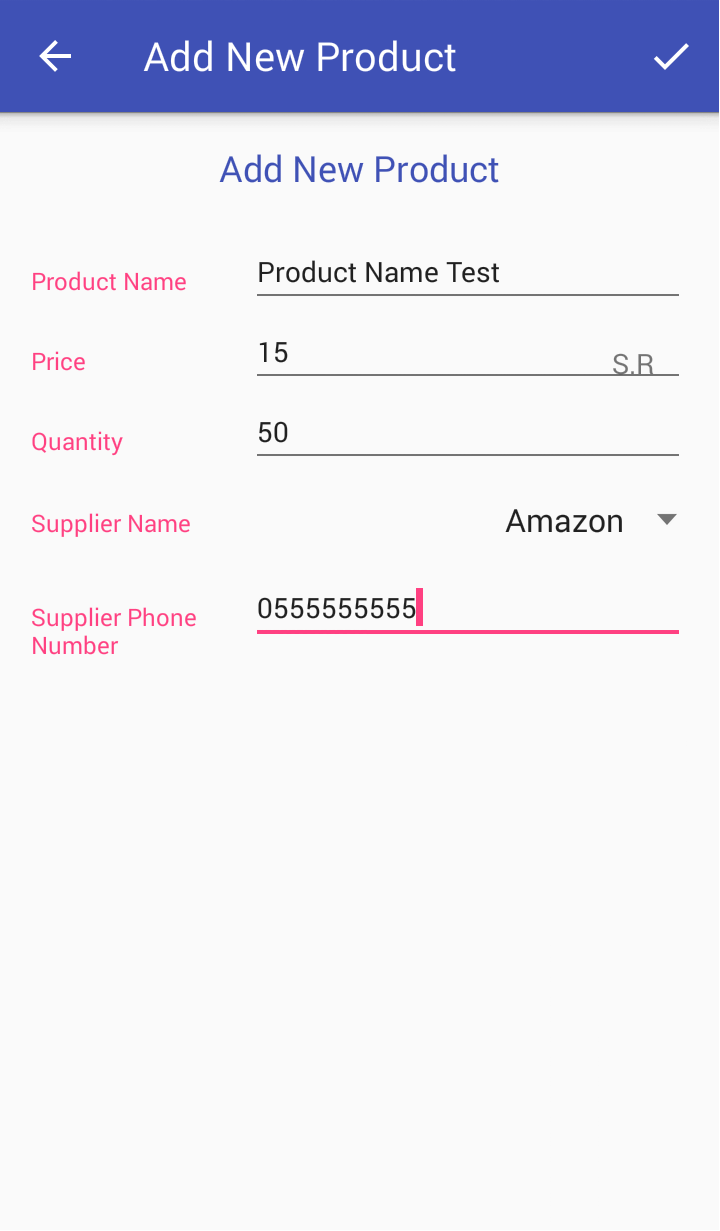 Add New Product
Add New Product
Product Name Product Name Test
Price 15 S.R
Quantity 50
Supplier Name Amazon
Supplier Phone Number 0555555555